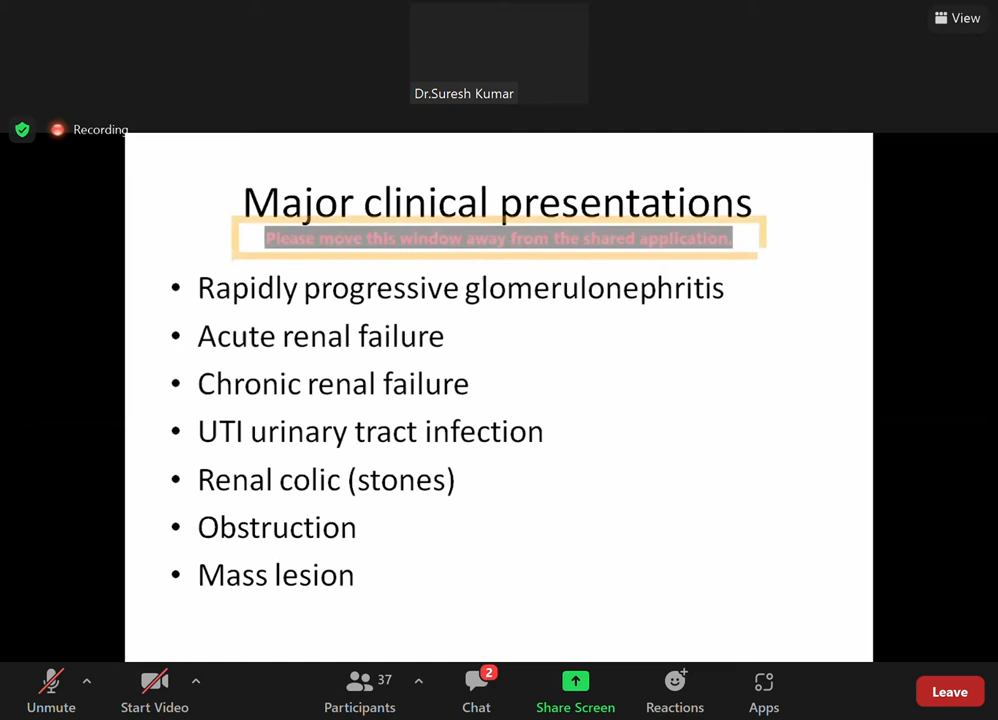 View
Dr.Suresh Kumar
Recording
Major clinical presentations
Please move this window away from the shared application.
• Rapidly progressive glomerulonephritis
• Acute renal failure
• Chronic renal failure
• UTI urinary tract infection
• Renal colic (stones)
• Obstruction
• Mass lesion
37
2
Unmute
Start Video
Participants
Chat
Share Screen
Reactions
Apps
Leave